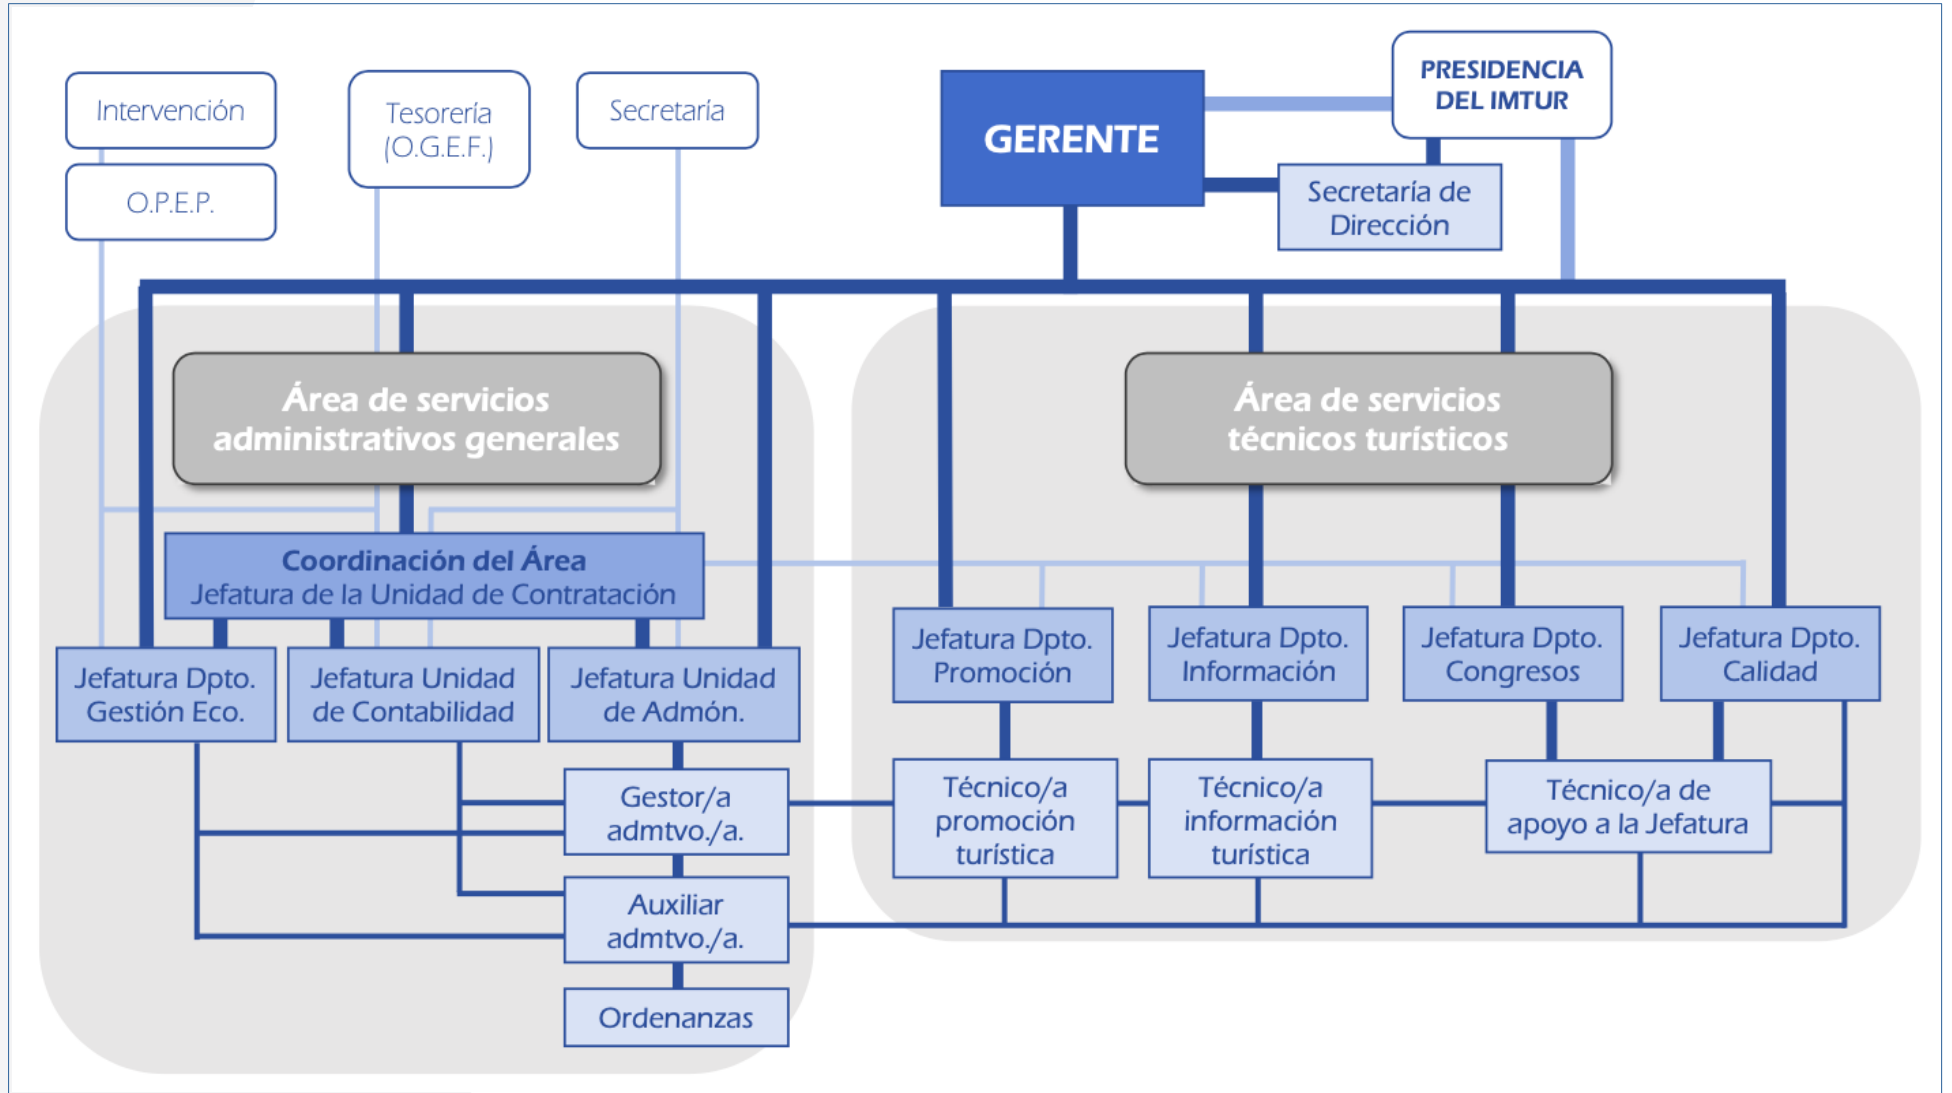 Intervención
O.P.E.P.
Tesorería
(O.G.E.F.)
Secretaría
GERENTE
PRESIDENCIA
DEL IMTUR
Secretaría de
Dirección
Área de servicios
administrativos generales
Área de servicios
técnicos turísticos
Coordinación del Área
Jefatura de la Unidad de Contratación
Jefatura Dpto.
Gestión Eco.
Jefatura Unidad
de Contabilidad
Jefatura Unidad
de Admón.
Jefatura Dpto.
Promoción
Jefatura Dpto.
Información
Jefatura Dpto.
Congresos
Jefatura Dpto.
Calidad
Gestor/a
admtvo./a.
Técnico/a
promoción
turística
Técnico/a
información
turística
Técnico/a de
apoyo a la Jefatura
Auxiliar
admtvo./a.
Ordenanzas